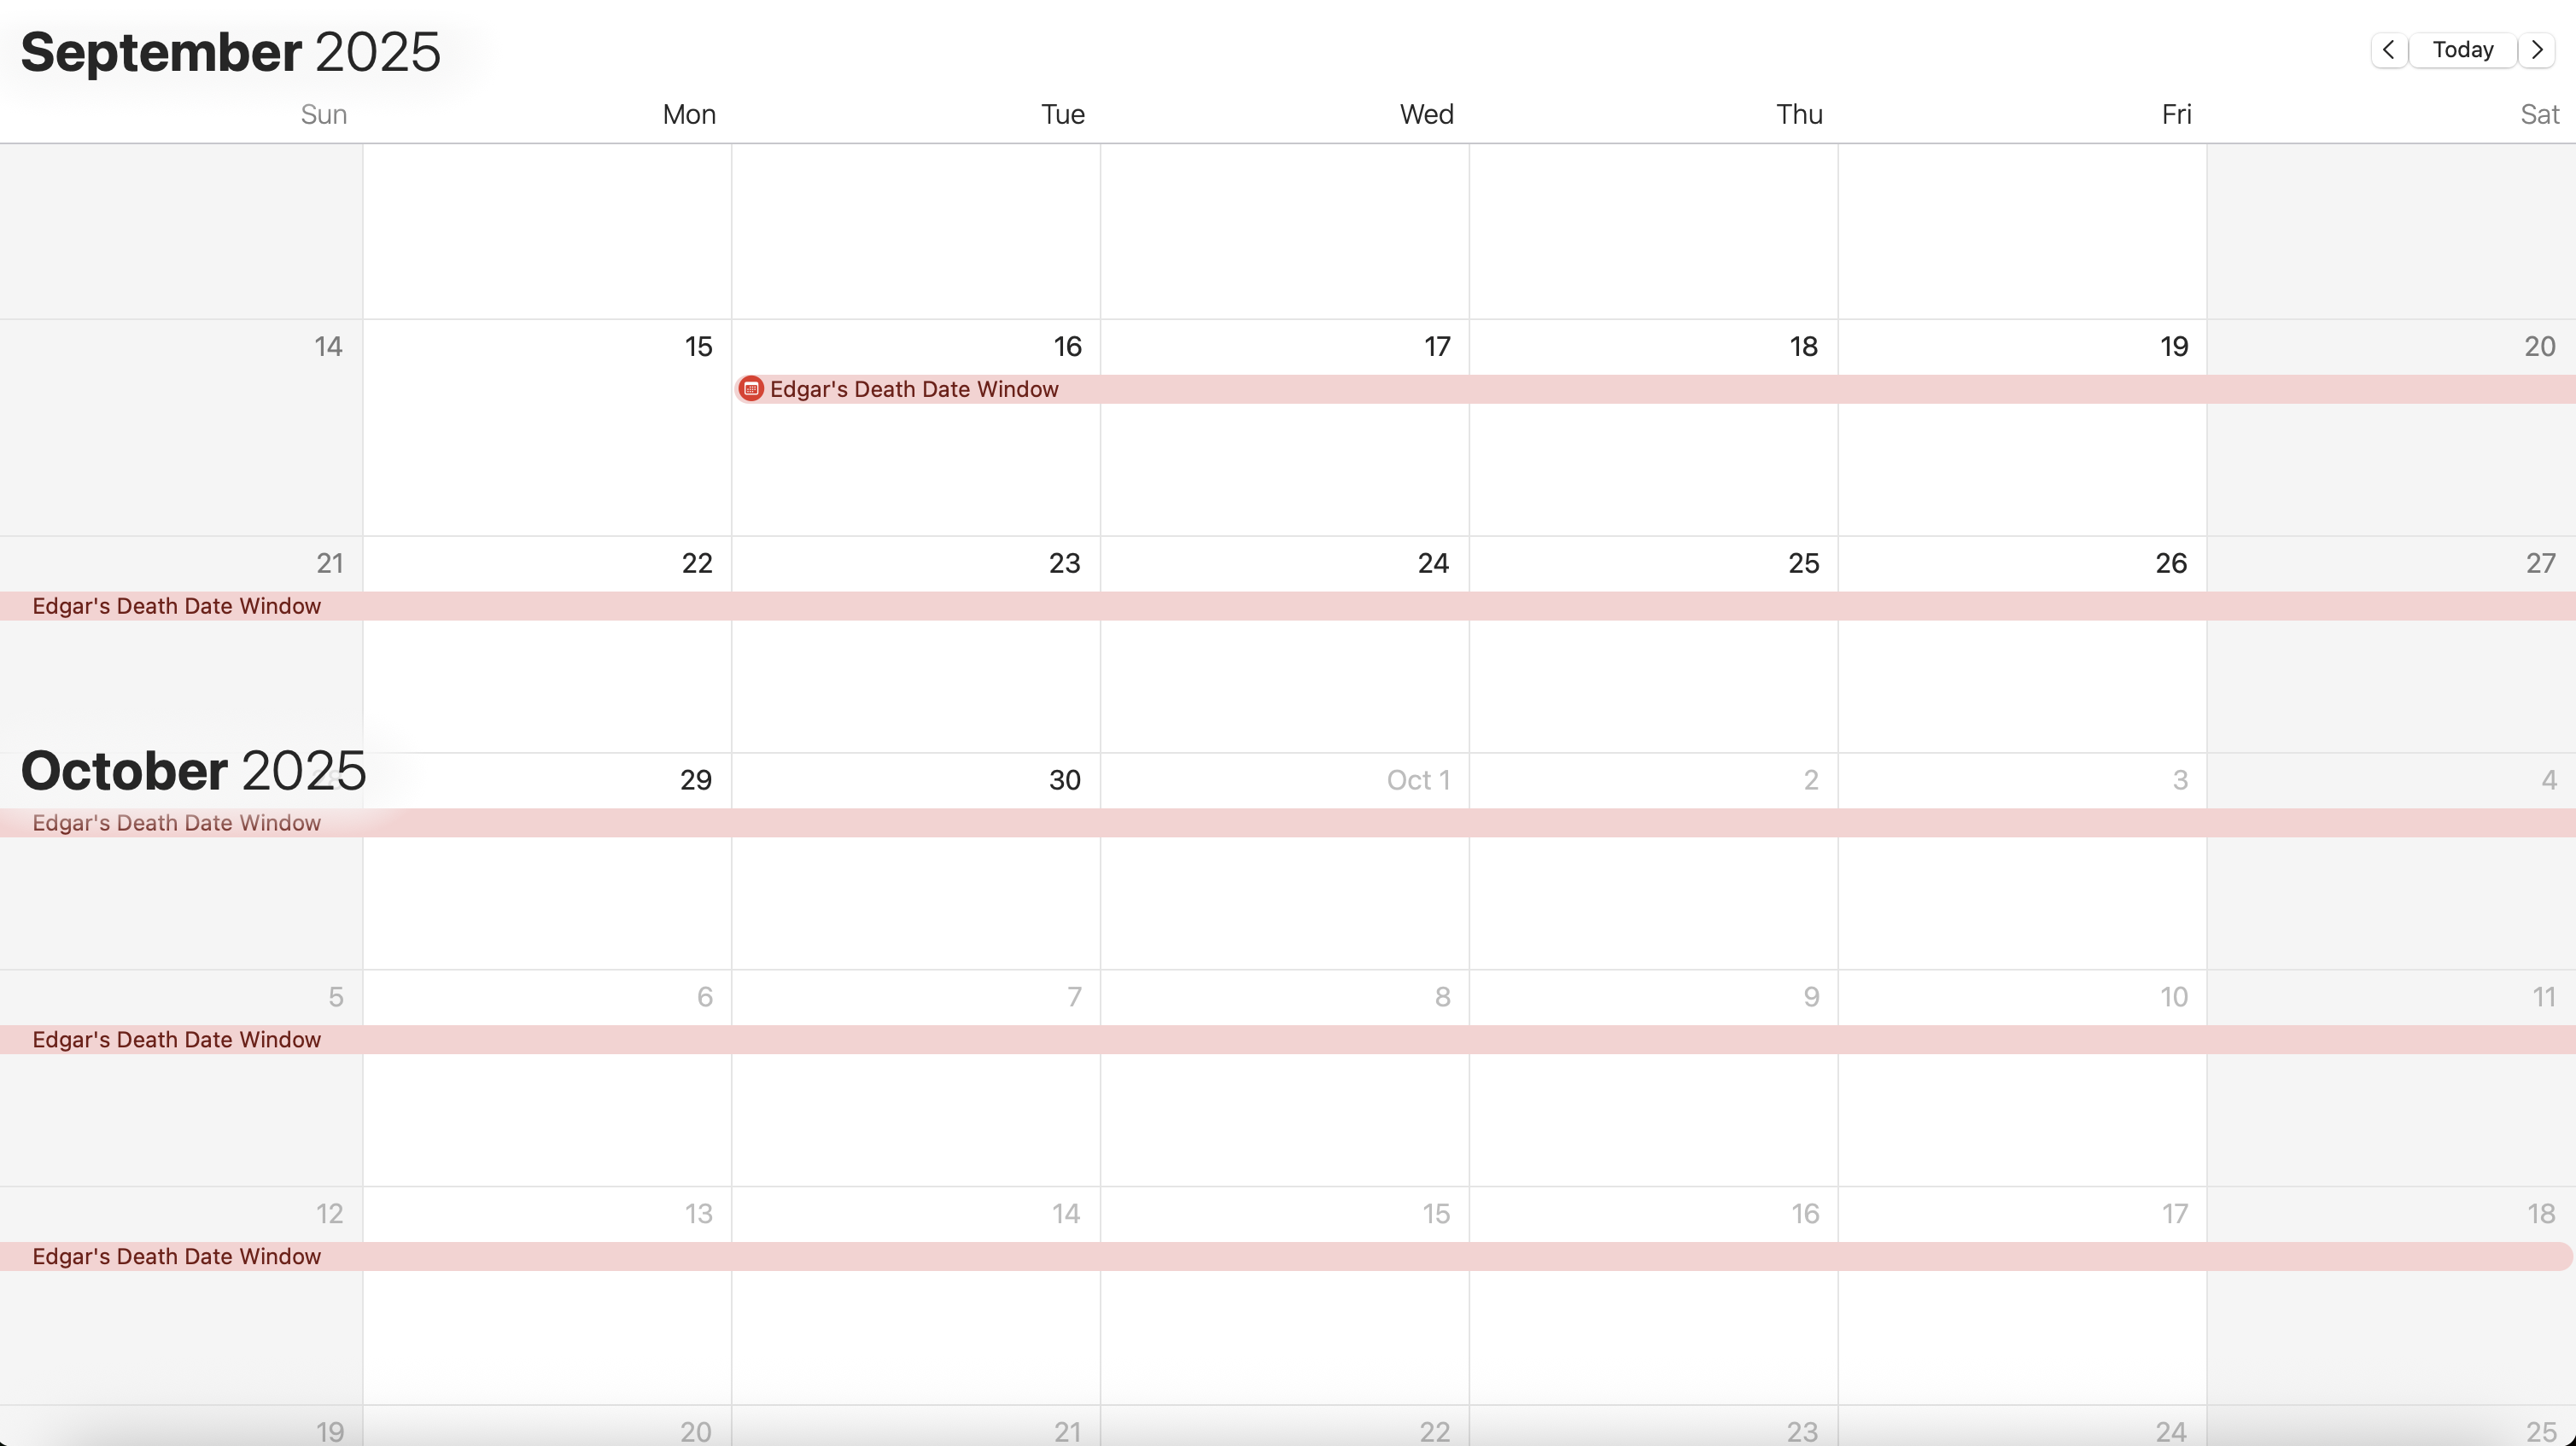 September 2025
Today
Sun Mon Tue Wed Thu Fri Sat
14 15 16 17 18 19 20
Edgar's Death Date Window
21 22 23 24 25 26 27
Edgar's Death Date Window
October 2025
29 30 Oct 1 2 3 4
Edgar's Death Date Window
5 6 7 8 9 10 11
Edgar's Death Date Window
12 13 14 15 16 17 18
Edgar's Death Date Window
19 20 21 22 23 24 25